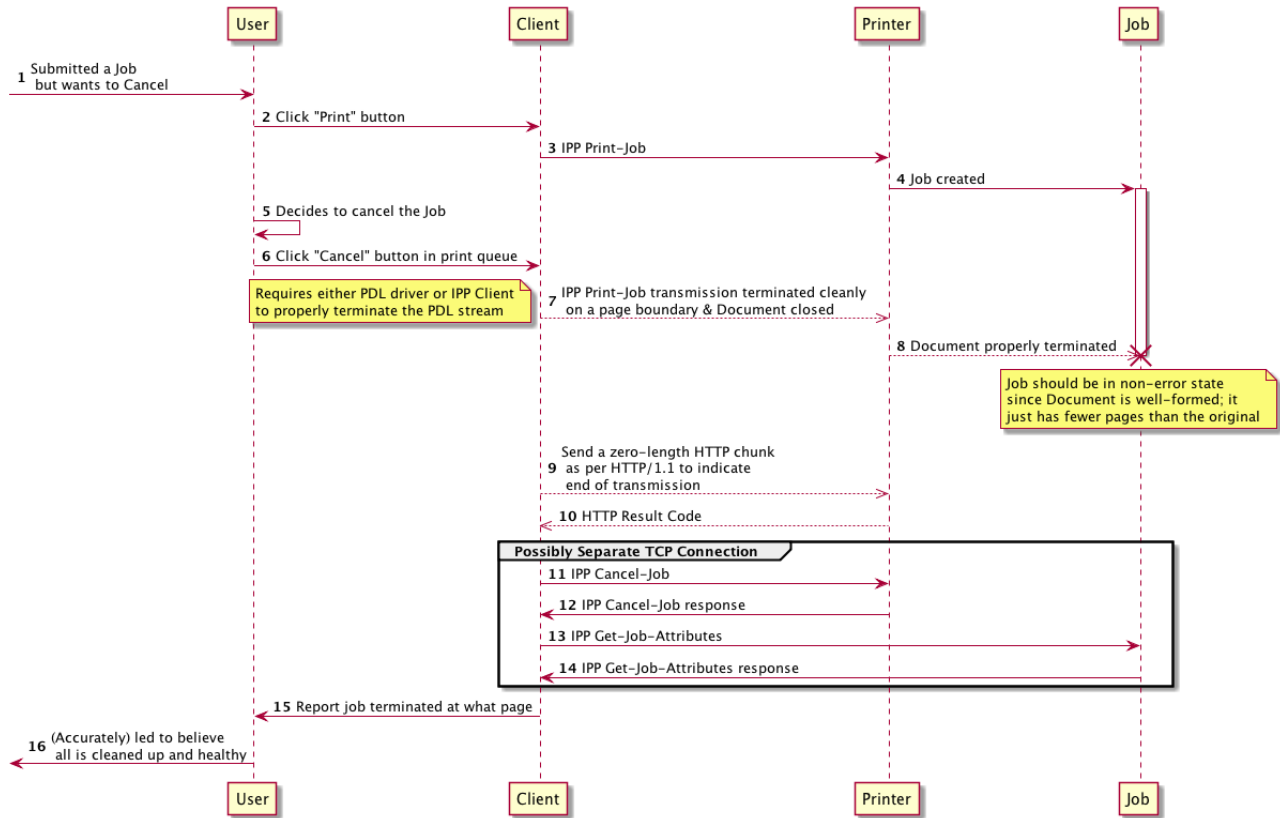 User
Client
Printer
Job
1 Submitted a Job
but wants to Cancel
2 Click "Print" button
3 IPP Print-Job
4 Job created
5 Decides to cancel the Job
6 Click "Cancel" button in print queue
Requires either PDL driver or IPP Client
to properly terminate the PDL stream
7 IPP Print-Job transmission terminated cleanly
on a page boundary & Document closed
8 Document properly terminated
Job should be in non-error state
since Document is well-formed; it
just has fewer pages than the original
Send a zero-length HTTP chunk
9 as per HTTP/1.1 to indicate
end of transmission
10 HTTP Result Code
Possibly Separate TCP Connection
11 IPP Cancel-Job
12 IPP Cancel-Job response
13 IPP Get-Job-Attributes
14 IPP Get-Job-Attributes response
15 Report job terminated at what page
16 (Accurately) led to believe
all is cleaned up and healthy
User
Client
Printer
Job